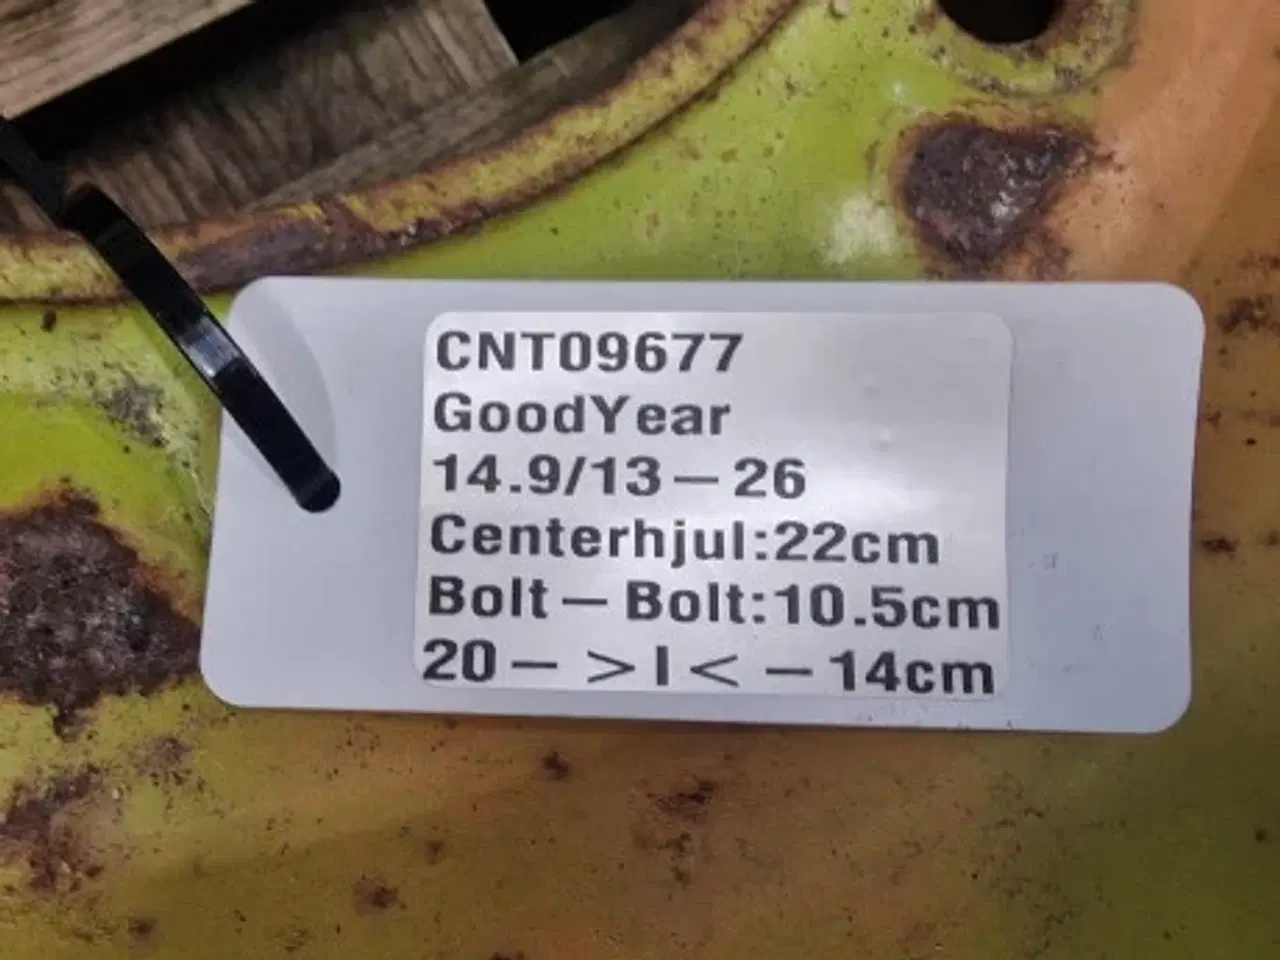 CNT09677
GoodYear
14.9/13-26
Centerhjul:22cm
Bolt-Bolt:10.5cm
20->|<-14cm